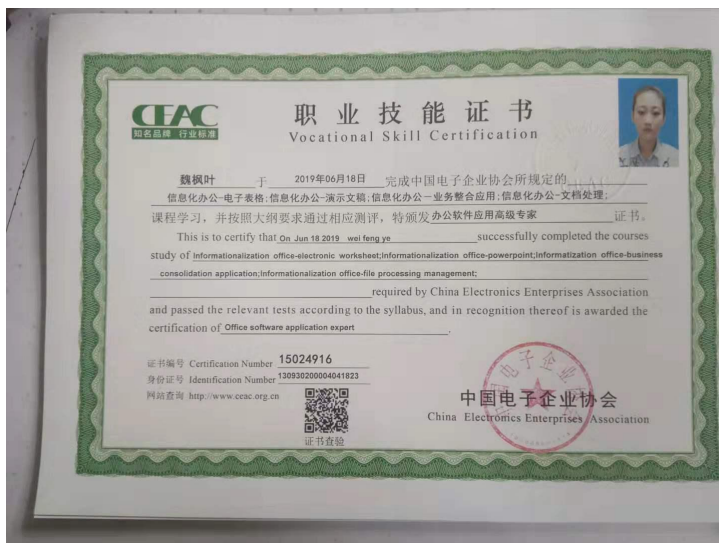 CEAC
知名品牌 行业标准
职业技能证书
Vocational Skill Certification
魏枫叶 于 2019年06月18日 完成中国电子企业协会所规定的
信息化办公-电子表格;信息化办公-演示文稿;信息化办公－业务整合应用;信息化办公-文档处理;
课程学习，并按照大纲要求通过相应测评，特颁发 办公软件应用高级专家 证书。
This is to certify that On Jun 18 2019 wei feng ye successfully completed the courses
study of Informationalization office-electronic worksheet;Informationalization office-powerpoint;Informatization office-business
consolidation application;Informationalization office-file processing management;
required by China Electronics Enterprises Association
and passed the relevant tests according to the syllabus, and in recognition thereof is awarded the
certification of Office software application expert.
证书编号 Certification Number 15024916
身份证号 Identification Number 130930200004041823
网站查询 http://www.ceac.org.cn
证书查验
中国电子企业协会
China Electronics Enterprises Association
中国电子企业协会